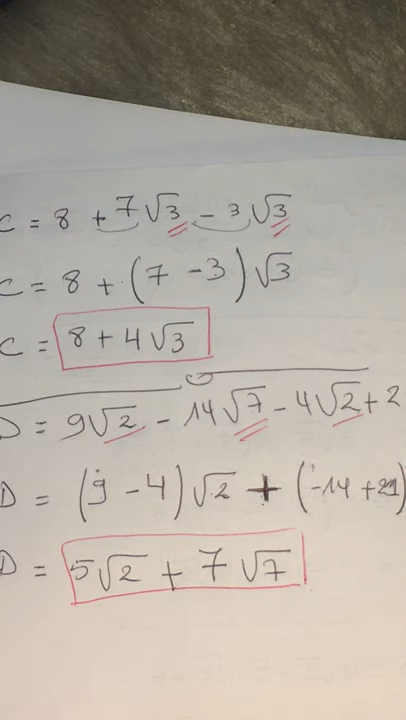 C = 8 + 7√3 - 3√3
C = 8 + (7 - 3)√3
C = 8 + 4√3
D = 9√2 - 14√7 - 4√2 + 2
D = (9 - 4)√2 + (-14 + 21)
D = 5√2 + 7√7